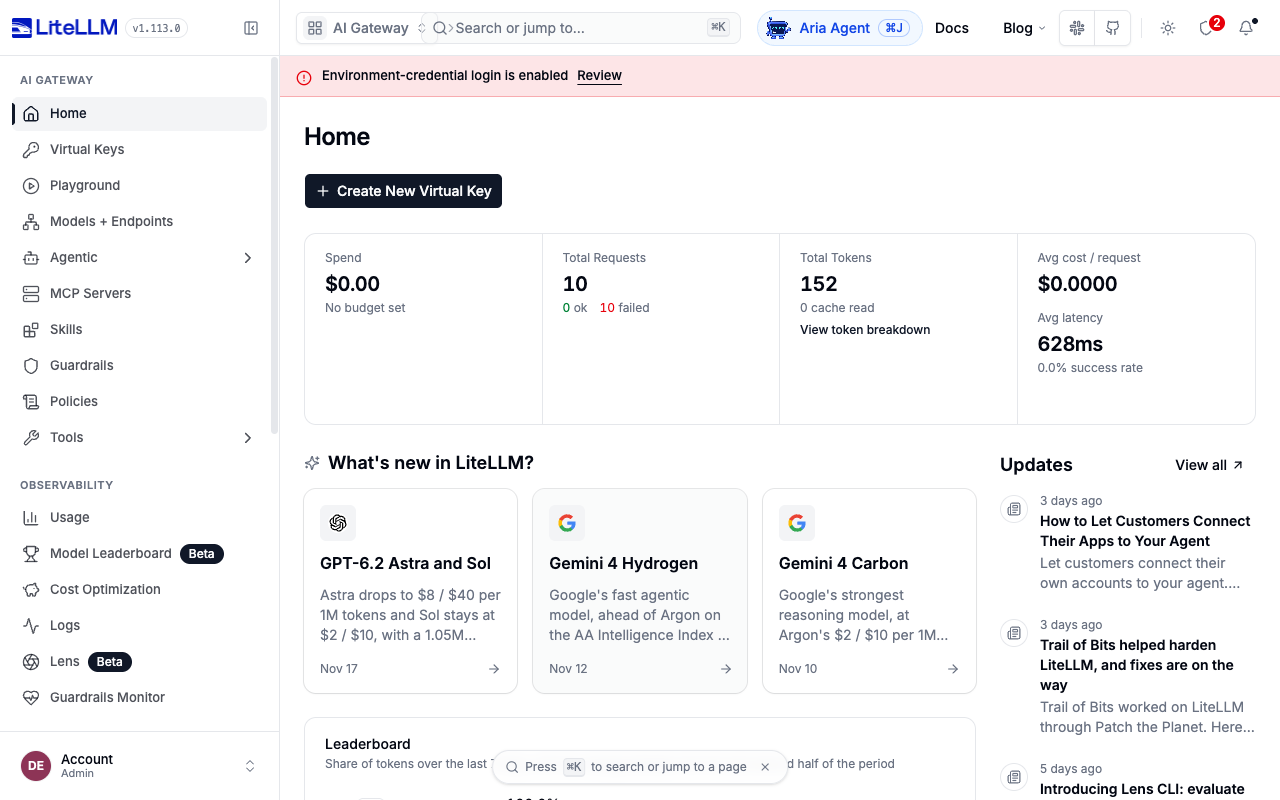 LiteLLM v1.113.0
AI GATEWAY
Home
Virtual Keys
Playground
Models + Endpoints
Agentic
MCP Servers
Skills
Guardrails
Policies
Tools
OBSERVABILITY
Usage
Model Leaderboard Beta
Cost Optimization
Logs
Lens Beta
Guardrails Monitor
DE
Account
Admin
AI Gateway
Search or jump to... ⌘K
Aria Agent ⌘J
Docs
Blog
2
Environment-credential login is enabled Review
Home
+ Create New Virtual Key
Spend
$0.00
No budget set
Total Requests
10
0 ok 10 failed
Total Tokens
152
0 cache read
View token breakdown
Avg cost / request
$0.0000
Avg latency
628ms
0.0% success rate
What's new in LiteLLM?
GPT-6.2 Astra and Sol
Astra drops to $8 / $40 per
1M tokens and Sol stays at
$2 / $10, with a 1.05M...
Nov 17
Gemini 4 Hydrogen
Google's fast agentic
model, ahead of Argon on
the AA Intelligence Index ...
Nov 12
Gemini 4 Carbon
Google's strongest
reasoning model, at
Argon's $2 / $10 per 1M...
Nov 10
Updates
View all
3 days ago
How to Let Customers Connect
Their Apps to Your Agent
Let customers connect their
own accounts to your agent....
3 days ago
Trail of Bits helped harden
LiteLLM, and fixes are on the
way
Trail of Bits worked on LiteLLM
through Patch the Planet. Here...
5 days ago
Introducing Lens CLI: evaluate
Leaderboard
Share of tokens over the last
half of the period
Press ⌘K to search or jump to a page